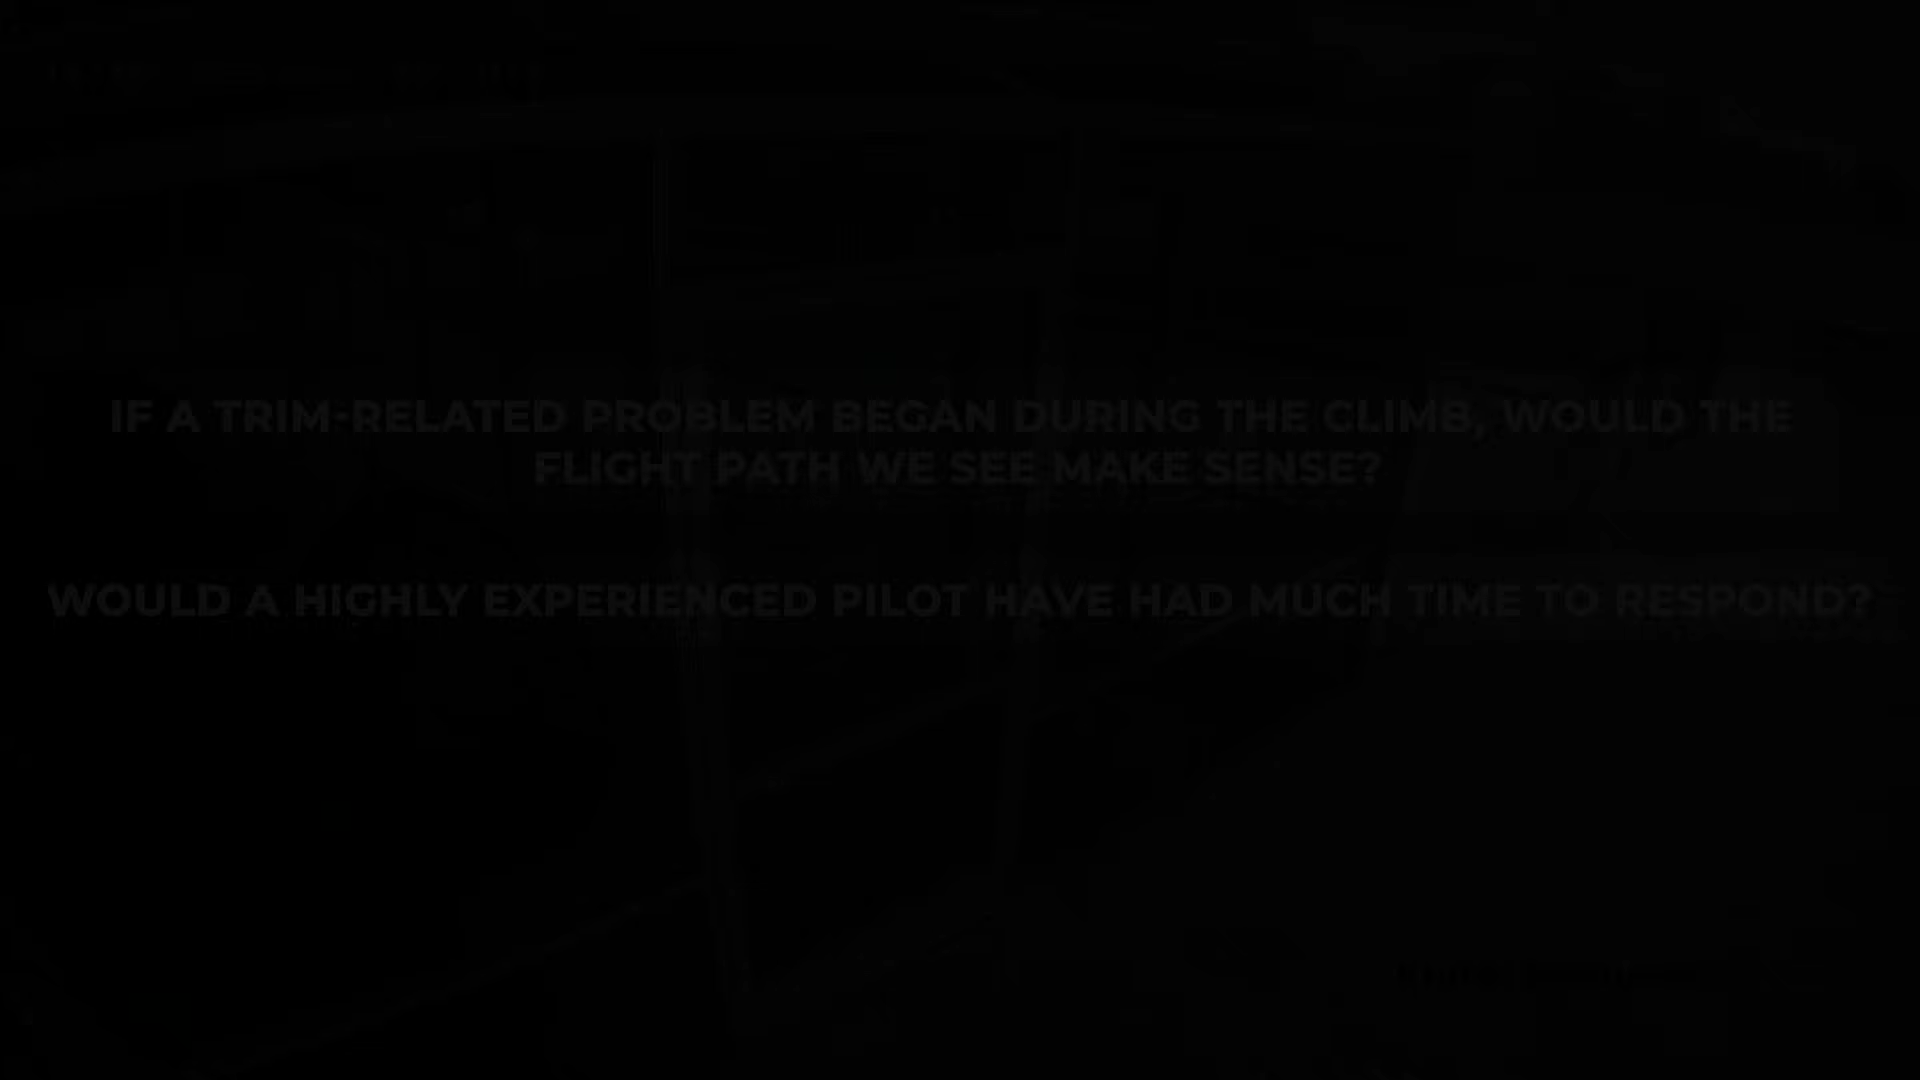 IF A TRIM-RELATED PROBLEM BEGAN DURING THE CLIMB, WOULD THE
FLIGHT PATH WE SEE MAKE SENSE?
WOULD A HIGHLY EXPERIENCED PILOT HAVE HAD MUCH TIME TO RESPOND?